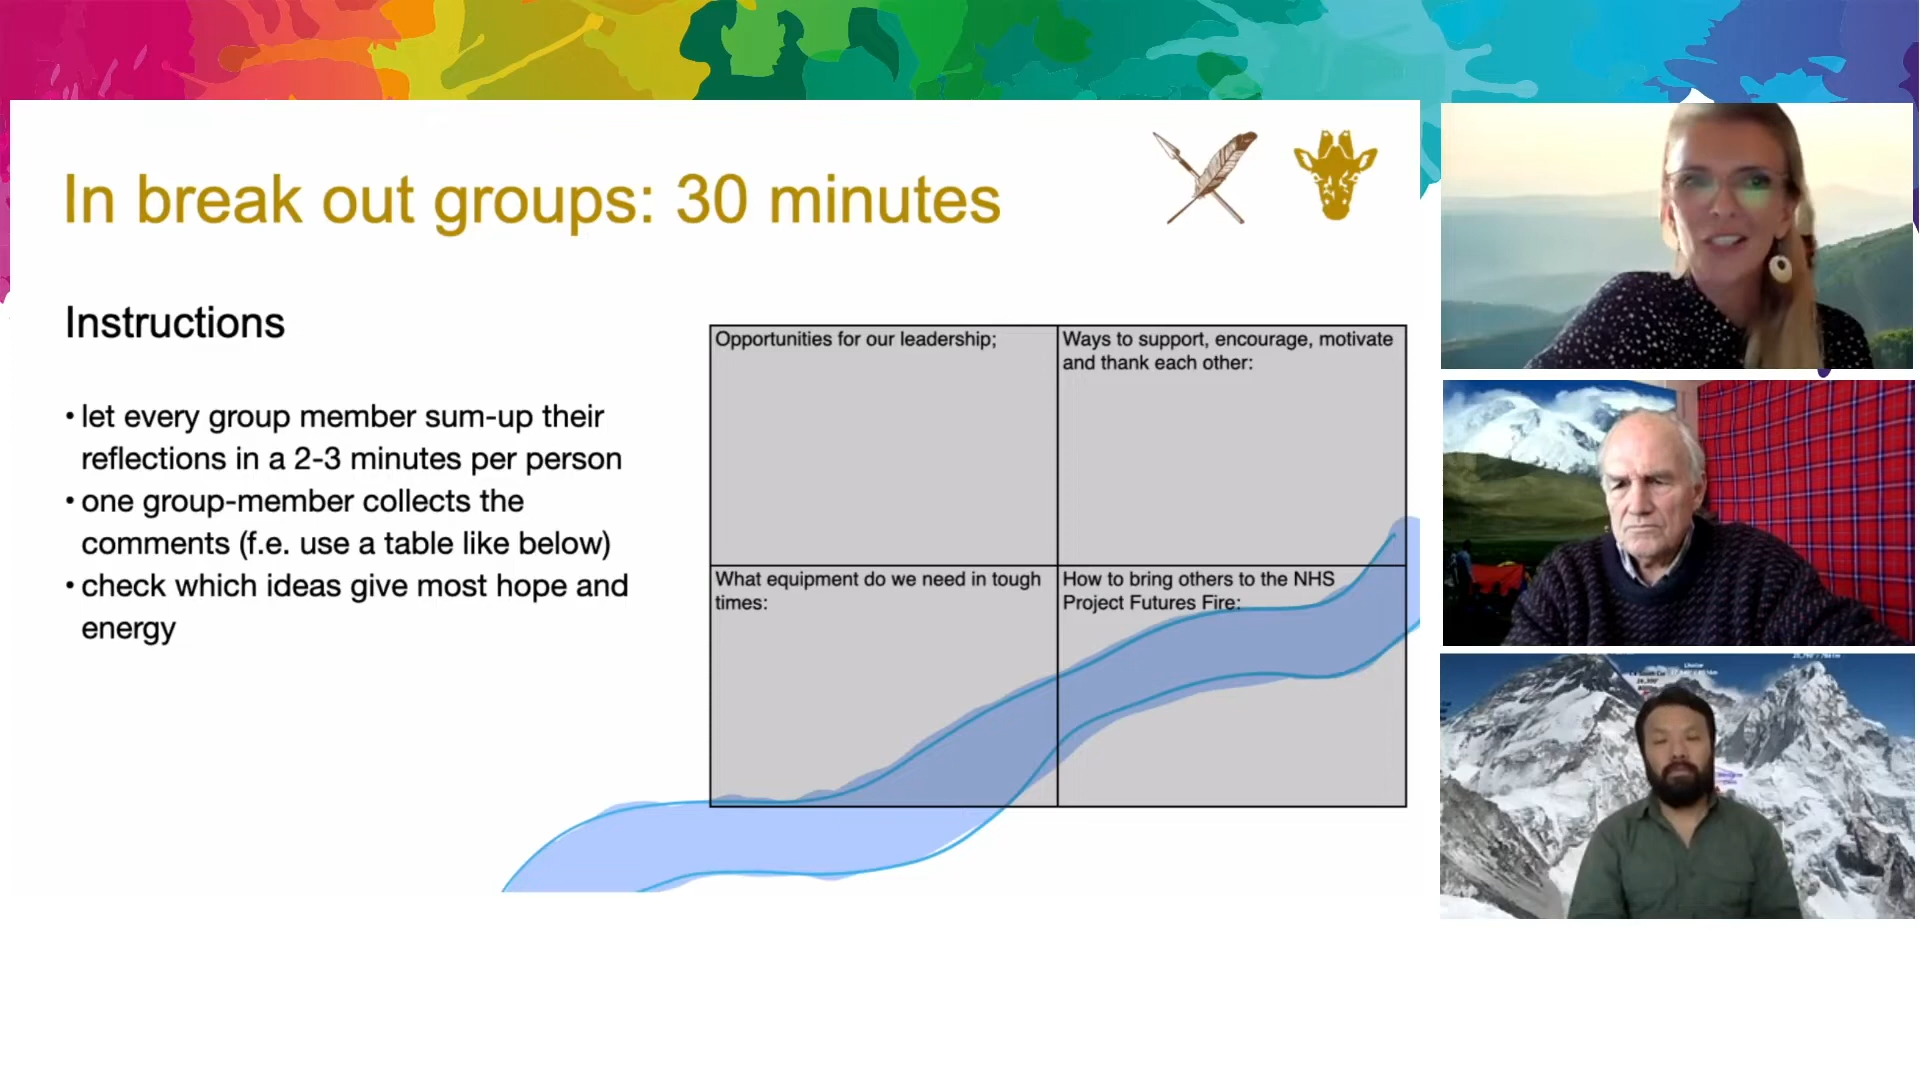 In break out groups: 30 minutes
Instructions
• let every group member sum-up their
reflections in a 2-3 minutes per person
• one group-member collects the
comments (f.e. use a table like below)
• check which ideas give most hope and
energy
Opportunities for our leadership;
Ways to support, encourage, motivate
and thank each other:
What equipment do we need in tough
times:
How to bring others to the NHS
Project Futures Fire: